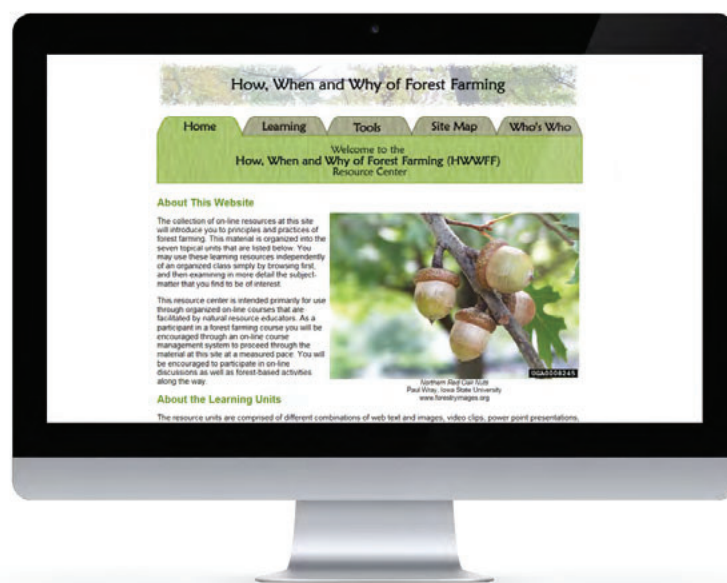 How, When and Why of Forest Farming
Home Learning Tools Site Map Who's Who
Welcome to the
How, When and Why of Forest Farming (HWWFF)
Resource Center
About This Website
The collection of on-line resources at this site
will introduce you to principles and practices of
forest farming. This material is organized into the
seven topical units that are listed below. You
may use these learning resources independently
of an organized class simply by browsing first,
and then examining in more detail the subject-
matter that you find to be of interest.
This resource center is intended primarily for use
through organized on-line courses that are
facilitated by natural resource educators. As a
participant in a forest farming course you will be
encouraged through an on-line course
management system to proceed through the
material at this site at a measured pace. You will
be encouraged to participate in on-line
discussions as well as forest-based activities
along the way.
Northern Red Oak Nuts
Paul Wray, Iowa State University
www.forestryimages.org
About the Learning Units
The resource units are comprised of different combinations of web text and images, video clips, power point presentations,